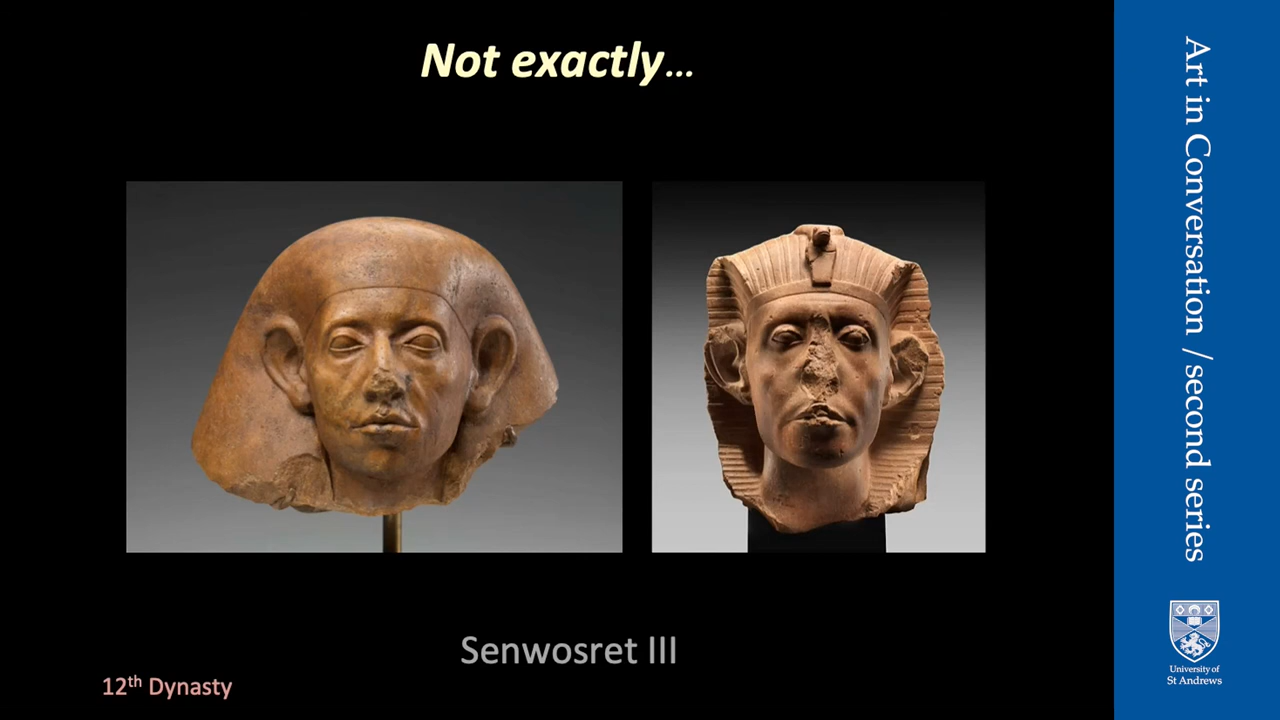 Not exactly...
Senwosret III
12th Dynasty
Art in Conversation / second series
University of
St Andrews